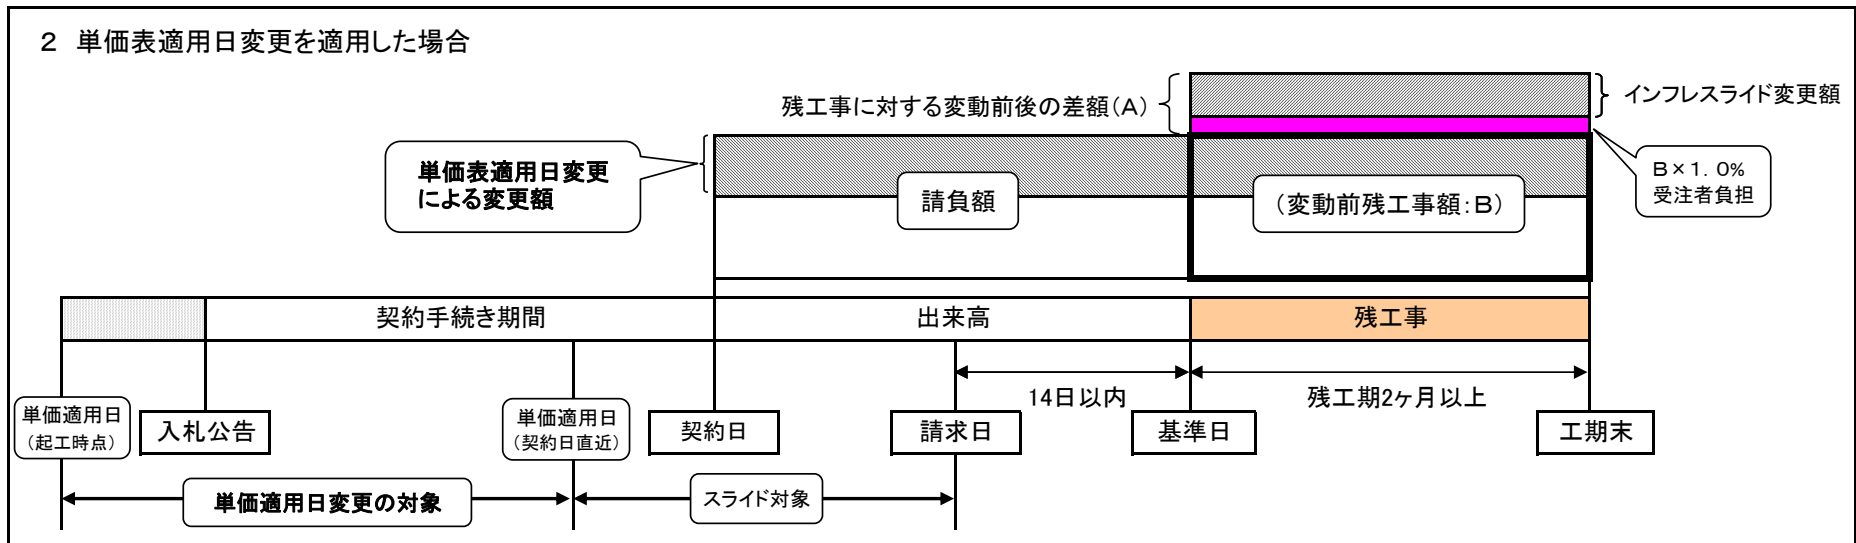 ２　単価表適用日変更を適用した場合
残工事に対する変動前後の差額（Ａ）
インフレスライド変更額
単価表適用日変更
による変更額
請負額
（変動前残工事額：Ｂ）
Ｂ×１．０％
受注者負担
契約手続き期間
出来高
残工事
14日以内
残工期2ヶ月以上
単価適用日
（起工時点）
入札公告
単価適用日
（契約日直近）
契約日
請求日
基準日
工期末
単価適用日変更の対象
スライド対象